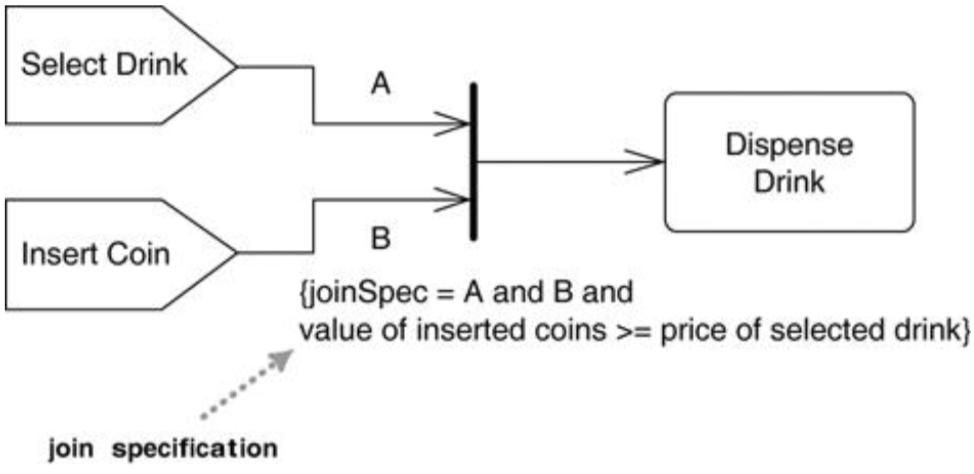 Select Drink
A
Dispense
Drink
Insert Coin
B
{joinSpec = A and B and
value of inserted coins >= price of selected drink}
join specification